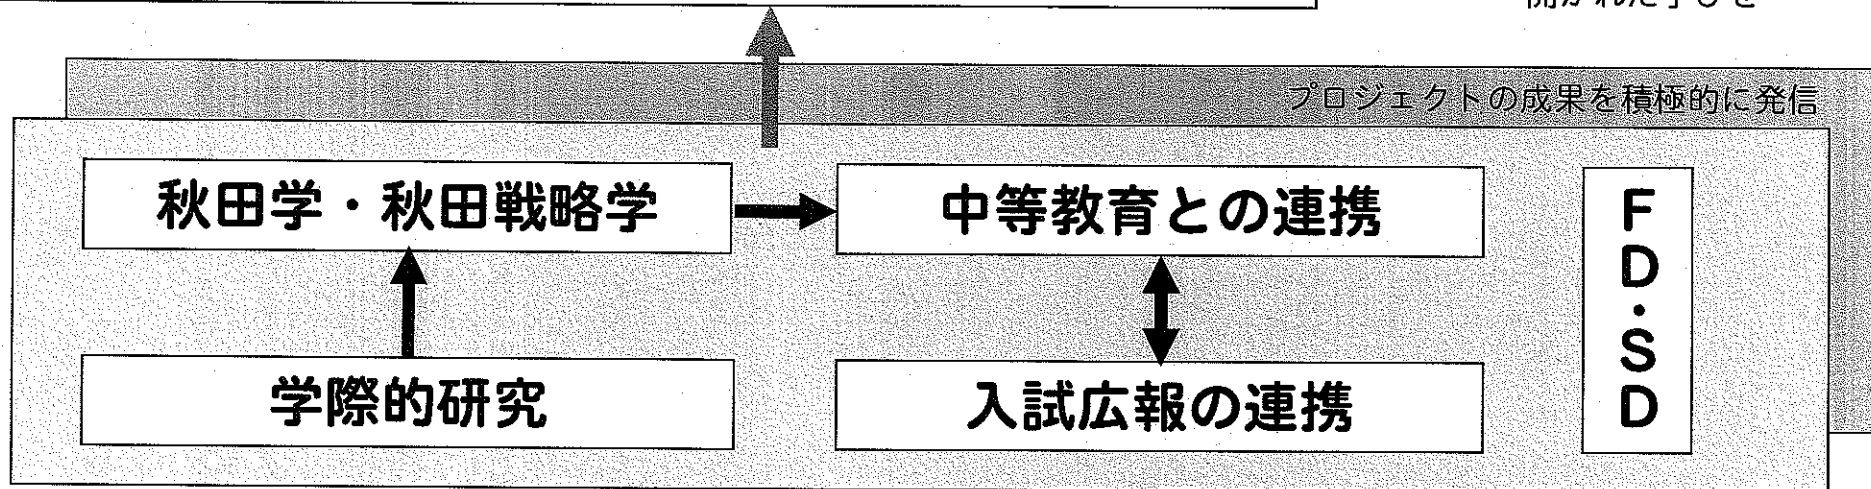 プロジェクトの成果を積極的に発信
秋田学・秋田戦略学
中等教育との連携
FD・SD
学際的研究
入試広報の連携